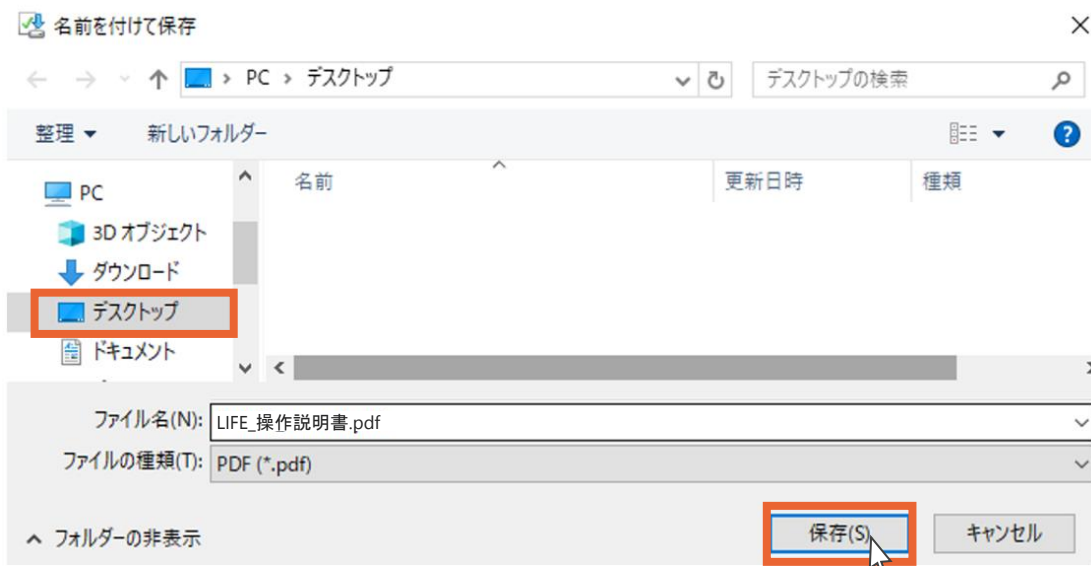 名前を付けて保存
PC › デスクトップ
デスクトップの検索
整理
新しいフォルダー
名前
更新日時
種類
PC
3D オブジェクト
ダウンロード
デスクトップ
ドキュメント
ファイル名(N): LIFE_操作説明書.pdf
ファイルの種類(T): PDF (*.pdf)
フォルダーの非表示
保存(S)
キャンセル